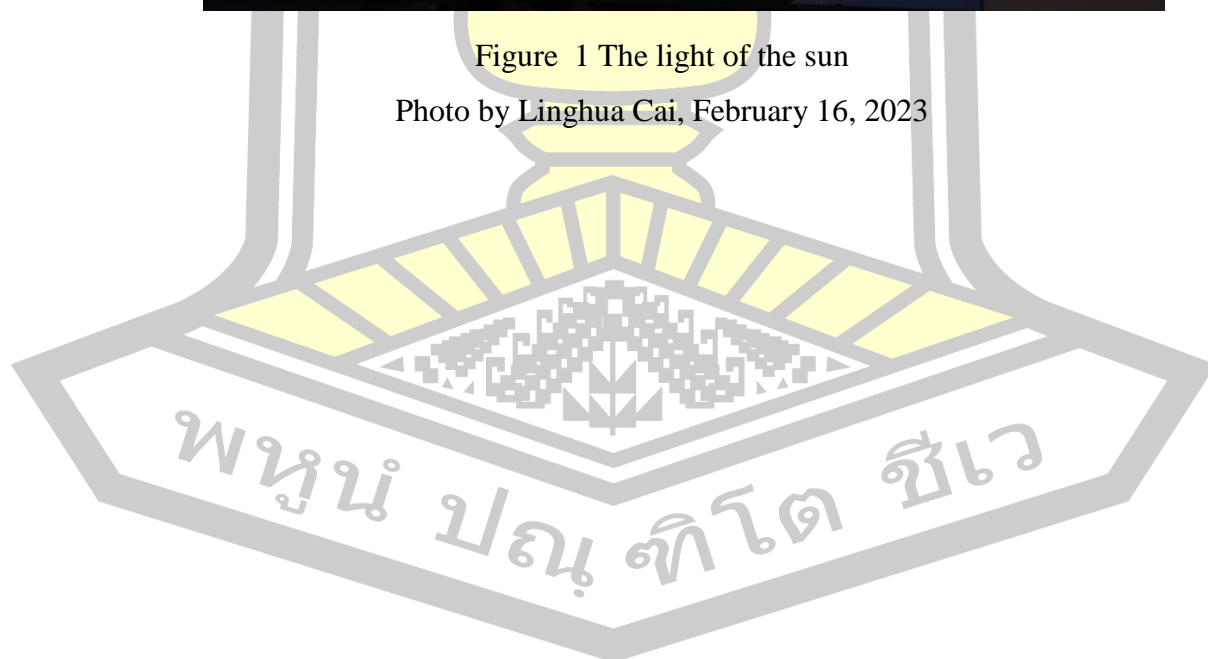 Figure 1 The light of the sun
Photo by Linghua Cai, February 16, 2023
พหูนํ ปณฺ ฑิโต ชีเว